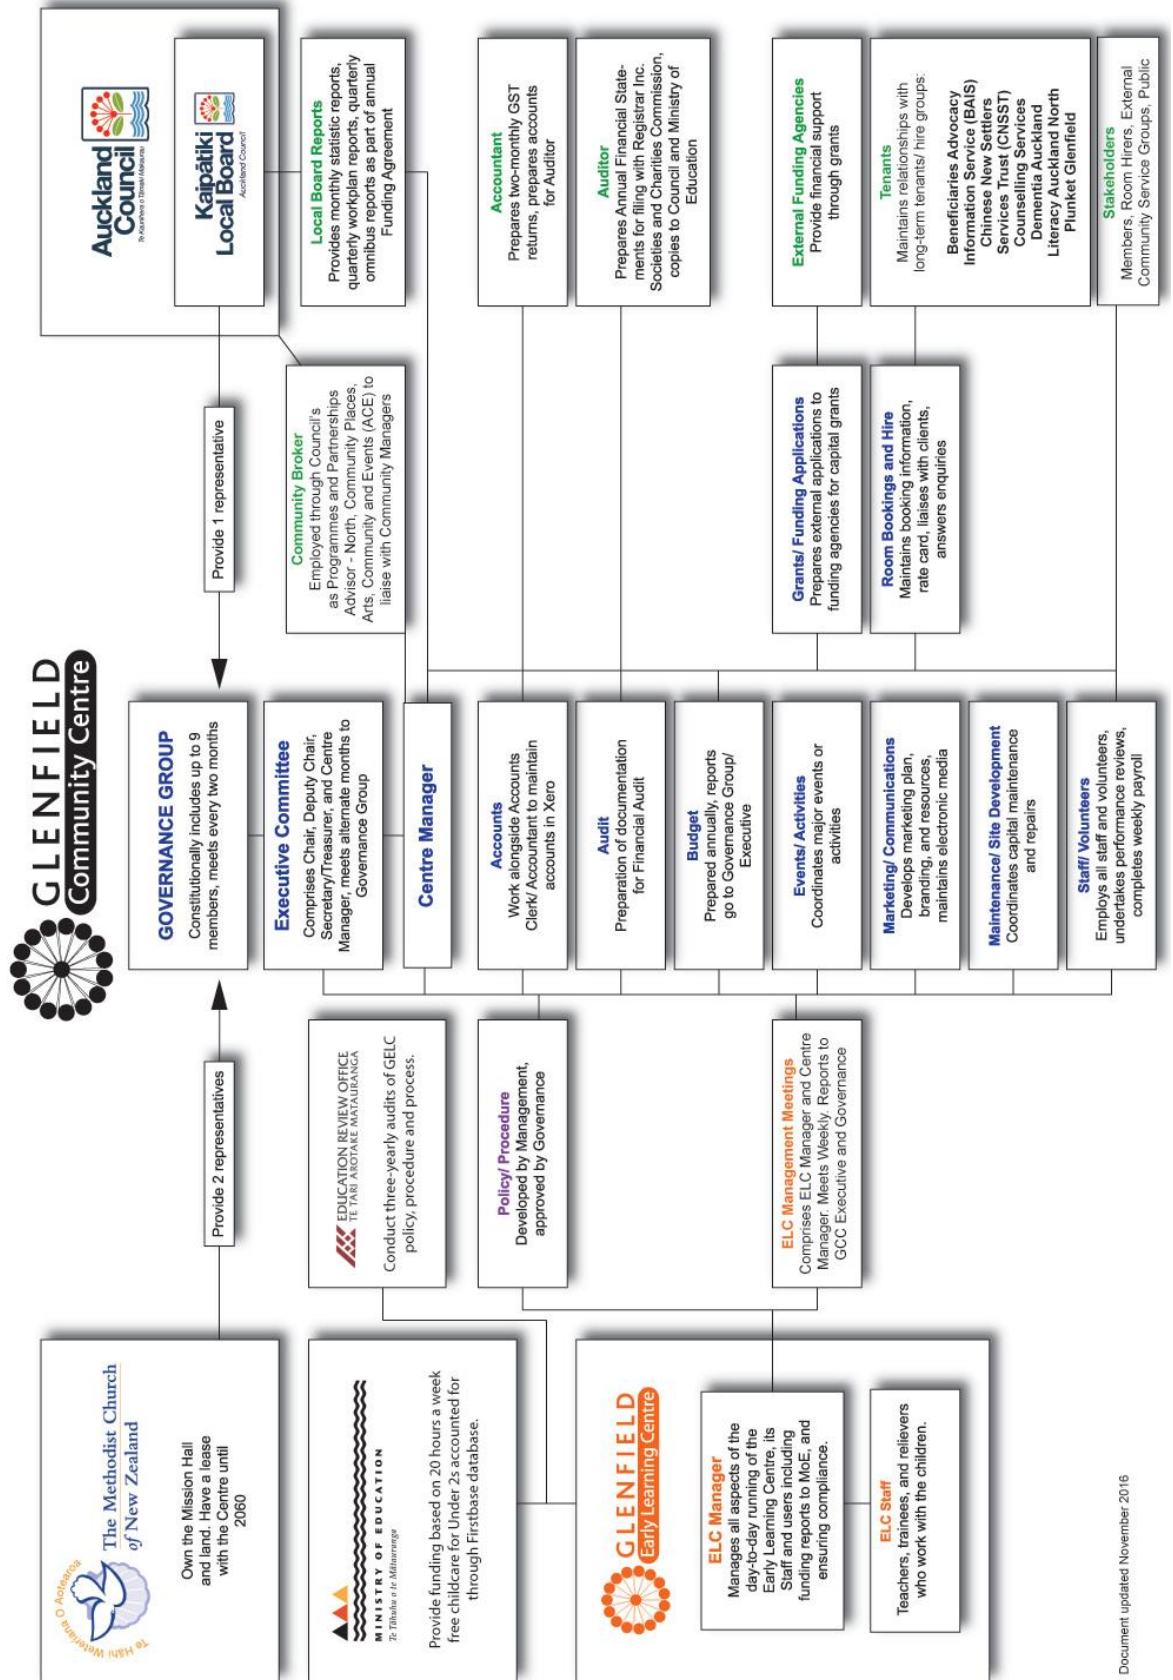 GLENFIELD
Community Centre
Te Hāhi Weteriana O Aotearoa
The Methodist Church
of New Zealand
Own the Mission Hall
and land. Have a lease
with the Centre until
2060
Provide 2 representatives
GOVERNANCE GROUP
Constitutionally includes up to 9
members, meets every two months
Provide 1 representative
Auckland
Council
Te Kaunihera o Tāmaki Makaurau
Kaipātiki
Local Board
Auckland Council
MINISTRY OF EDUCATION
Te Tāhuhu o te Mātauranga
Provide funding based on 20 hours a week
free childcare for Under 2s accounted for
through Firstbase database.
EDUCATION REVIEW OFFICE
TE TARI AROTAKE MATAURANGA
Conduct three-yearly audits of GELC
policy, procedure and process.
Executive Committee
Comprises Chair, Deputy Chair,
Secretary/Treasurer, and Centre
Manager, meets alternate months to
Governance Group
Centre Manager
Community Broker
Employed through Council's
as Programmes and Partnerships
Advisor - North, Community Places,
Arts, Community and Events (ACE) to
liaise with Community Managers
Local Board Reports
Provides monthly statistic reports,
quarterly workplan reports, quarterly
omnibus reports as part of annual
Funding Agreement
Policy/ Procedure
Developed by Management,
approved by Governance
Accounts
Work alongside Accounts
Clerk/ Accountant to maintain
accounts in Xero
Accountant
Prepares two-monthly GST
returns, prepares accounts
for Auditor
Audit
Preparation of documentation
for Financial Audit
Auditor
Prepares Annual Financial State-
ments for filing with Registrar Inc.
Societies and Charities Commission,
copies to Council and Ministry of
Education
Budget
Prepared annually, reports
go to Governance Group/
Executive
GLENFIELD
Early Learning Centre
ELC Manager
Manages all aspects of the
day-to-day running of the
Early Learning Centre, its
Staff and users including
funding reports to MoE, and
ensuring compliance.
ELC Staff
Teachers, trainees, and relievers
who work with the children.
ELC Management Meetings
Comprises ELC Manager and Centre
Manager. Meets Weekly. Reports to
GCC Executive and Governance
Events/ Activities
Coordinates major events or
activities
Grants/ Funding Applications
Prepares external applications to
funding agencies for capital grants
External Funding Agencies
Provide financial support
through grants
Marketing/ Communications
Develops marketing plan,
branding, and resources,
maintains electronic media
Room Bookings and Hire
Maintains booking information,
rate card, liaises with clients,
answers enquiries
Tenants
Maintains relationships with
long-term tenants/ hire groups:
Beneficiaries Advocacy
Information Service (BAIS)
Chinese New Settlers
Services Trust (CNSST)
Counselling Services
Dementia Auckland
Literacy Auckland North
Plunket Glenfield
Maintenance/ Site Development
Coordinates capital maintenance
and repairs
Staff/ Volunteers
Employs all staff and volunteers,
undertakes performance reviews,
completes weekly payroll
Stakeholders
Members, Room Hirers, External
Community Service Groups, Public
Document updated November 2016